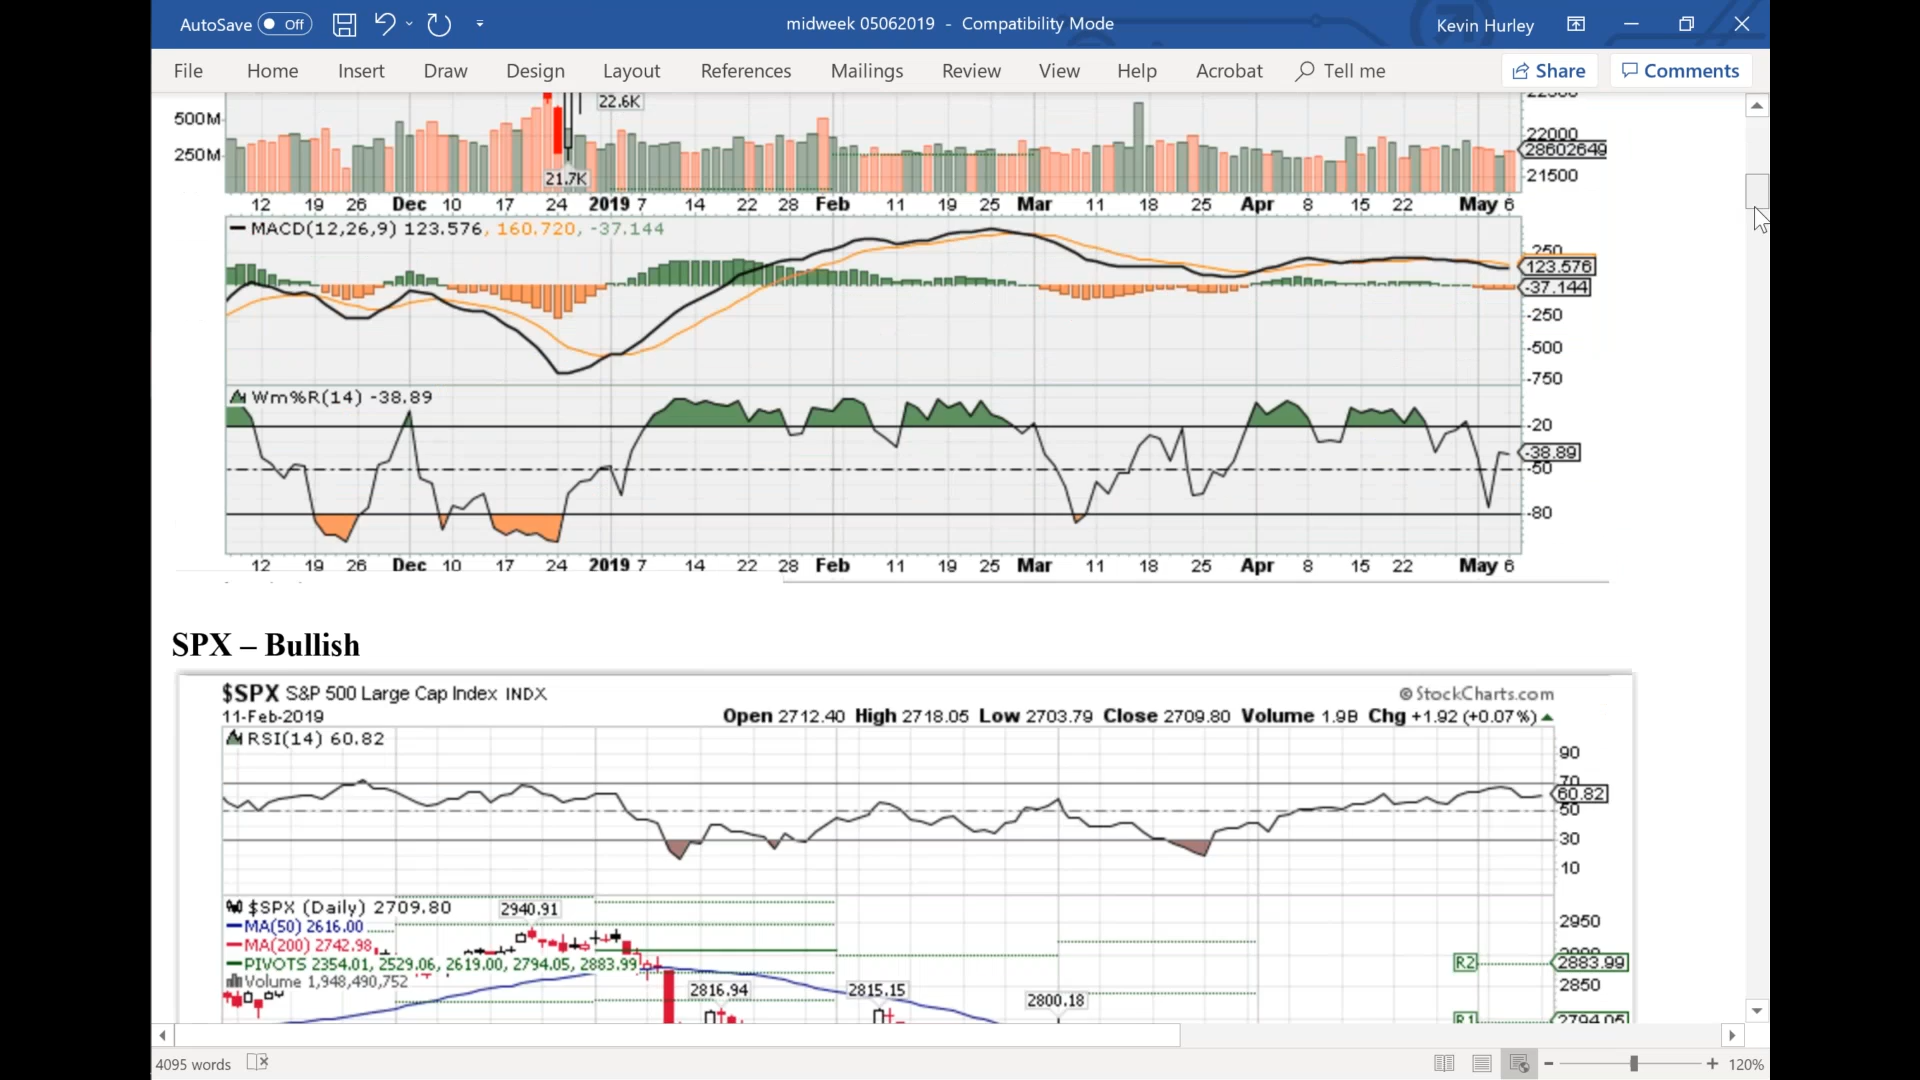 AutoSave Off midweek 05062019 - Compatibility Mode Kevin Hurley
File Home Insert Draw Design Layout References Mailings Review View Help Acrobat Tell me Share Comments
22.6K
500M 22000
250M 28602649
21.7K 21500
12 19 26 Dec 10 17 24 2019 7 14 22 28 Feb 11 19 25 Mar 11 18 25 Apr 8 15 22 May 6
MACD(12,26,9) 123.576, 160.720, -37.144
250
123.576
-37.144
-250
-500
-750
Wm%R(14) -38.89
-20
-38.89
-50
-80
12 19 26 Dec 10 17 24 2019 7 14 22 28 Feb 11 19 25 Mar 11 18 25 Apr 8 15 22 May 6
SPX – Bullish
$SPX S&P 500 Large Cap Index INDX © StockCharts.com
11-Feb-2019 Open 2712.40 High 2718.05 Low 2703.79 Close 2709.80 Volume 1.9B Chg +1.92 (+0.07%)
RSI(14) 60.82
90
70
60.82
50
30
10
$SPX (Daily) 2709.80 2940.91
MA(50) 2616.00 2950
MA(200) 2742.98
PIVOTS 2354.01, 2529.06, 2619.00, 2794.05, 2883.99 R2 2883.99
Volume 1,948,490,752 2850
2816.94 2815.15 2800.18
R1 2794.05
4095 words 120%